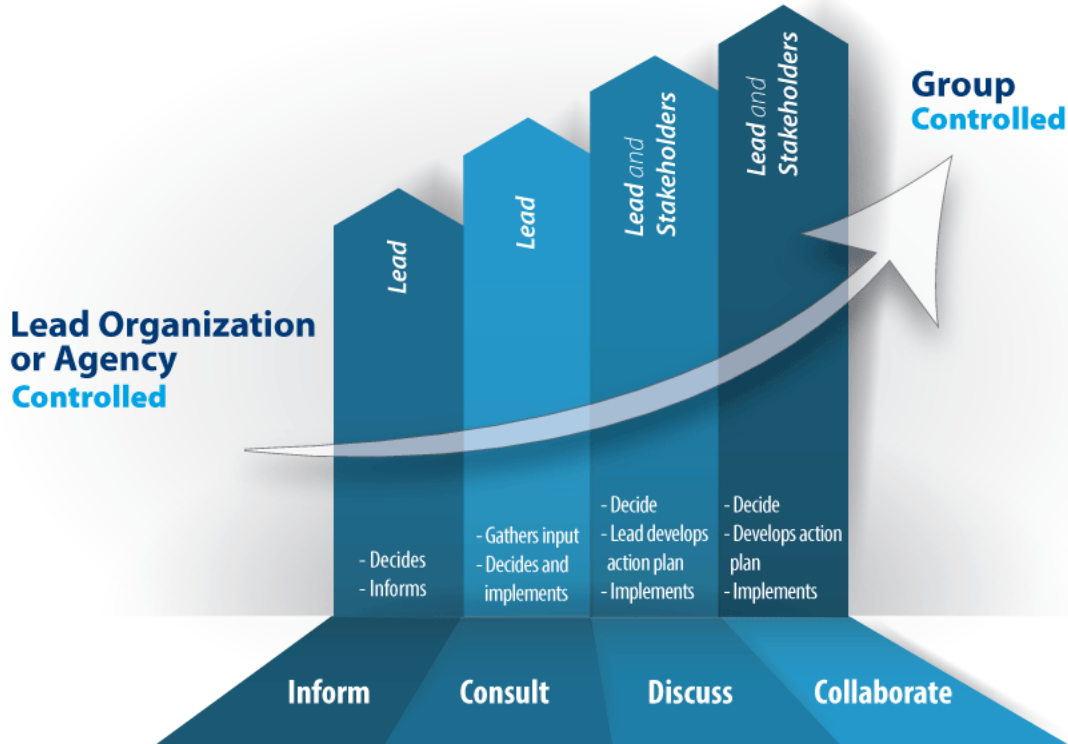 Lead Organization
or Agency
Controlled
Group
Controlled
Lead
- Decides
- Informs
Inform
Lead
- Gathers input
- Decides and
implements
Consult
Lead and
Stakeholders
- Decide
- Lead develops
action plan
- Implements
Discuss
Lead and
Stakeholders
- Decide
- Develops action
plan
- Implements
Collaborate